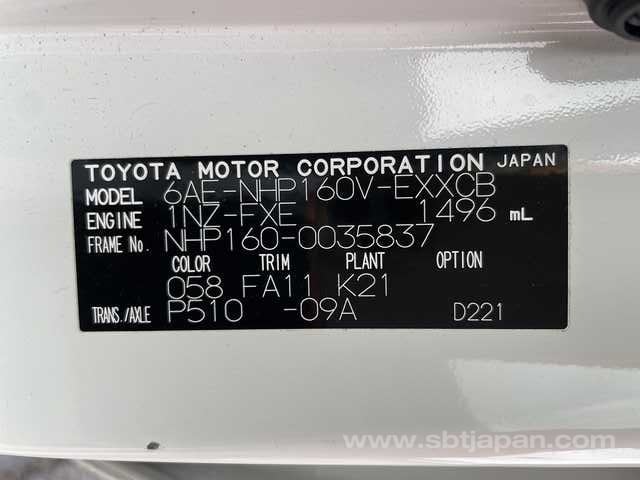 TOYOTA MOTOR CORPORATION JAPAN
MODEL 6AE-NHP160V-EXXCB
ENGINE 1NZ-FXE 1496 mL
FRAME No. NHP160-0035837
COLOR TRIM PLANT OPTION
058 FA11 K21
TRANS./AXLE P510 -09A D221
www.sbtjapan.com